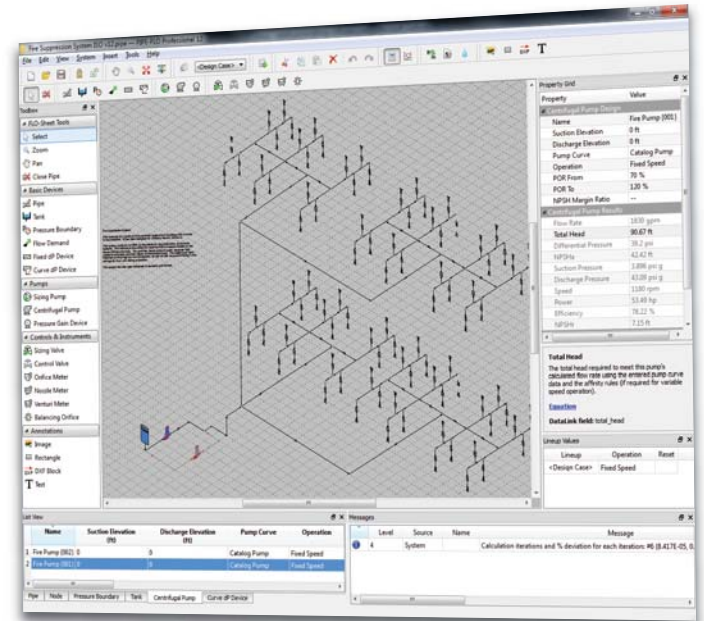 Fire Suppression System ISO v12.pipe — PIPE-FLO Professional 12
File Edit View System Insert Tools Help
<Design Case>
T
Toolbox
FLO-Sheet Tools
Select
Zoom
Pan
Close Pipe
Basic Devices
Pipe
Tank
Pressure Boundary
Flow Demand
Fixed dP Device
Curve dP Device
Pumps
Sizing Pump
Centrifugal Pump
Pressure Gain Device
Controls & Instruments
Sizing Valve
Control Valve
Orifice Meter
Nozzle Meter
Venturi Meter
Balancing Orifice
Annotations
Image
Rectangle
DXF Block
T Text
Property Grid
Property Value
Centrifugal Pump Design
Name Fire Pump (001)
Suction Elevation 0 ft
Discharge Elevation 0 ft
Pump Curve Catalog Pump
Operation Fixed Speed
POR From 70 %
POR To 120 %
NPSH Margin Ratio --
Centrifugal Pump Results
Flow Rate 1830 gpm
Total Head 90.67 ft
Differential Pressure 39.2 psi
NPSHa 42.42 ft
Suction Pressure 3.896 psi g
Discharge Pressure 43.09 psi g
Speed 1180 rpm
Power 53.49 hp
Efficiency 78.22 %
NPSHr 7.15 ft
Total Head
The total head required to meet this pump's
calculated flow rate using the entered pump curve
data and the affinity rules (if required for variable
speed operation).
Equation
DataLink field: total_head
Lineup Values
Lineup Operation Reset
<Design Case> Fixed Speed
List View
Name Suction Elevation (ft) Discharge Elevation (ft) Pump Curve Operation
1 Fire Pump (002) 0 0 Catalog Pump Fixed Speed
2 Fire Pump (001) 0 0 Catalog Pump Fixed Speed
Pipe Node Pressure Boundary Tank Centrifugal Pump Curve dP Device
Messages
Level Source Name Message
4 System Calculation iterations and % deviation for each iteration: #6 (8.417E-05, 0.